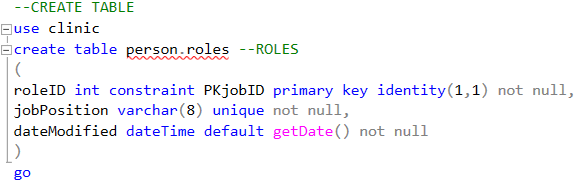 --CREATE TABLE
use clinic
create table person.roles --ROLES
(
roleID int constraint PKjobID primary key identity(1,1) not null,
jobPosition varchar(8) unique not null,
dateModified dateTime default getDate() not null
)
go